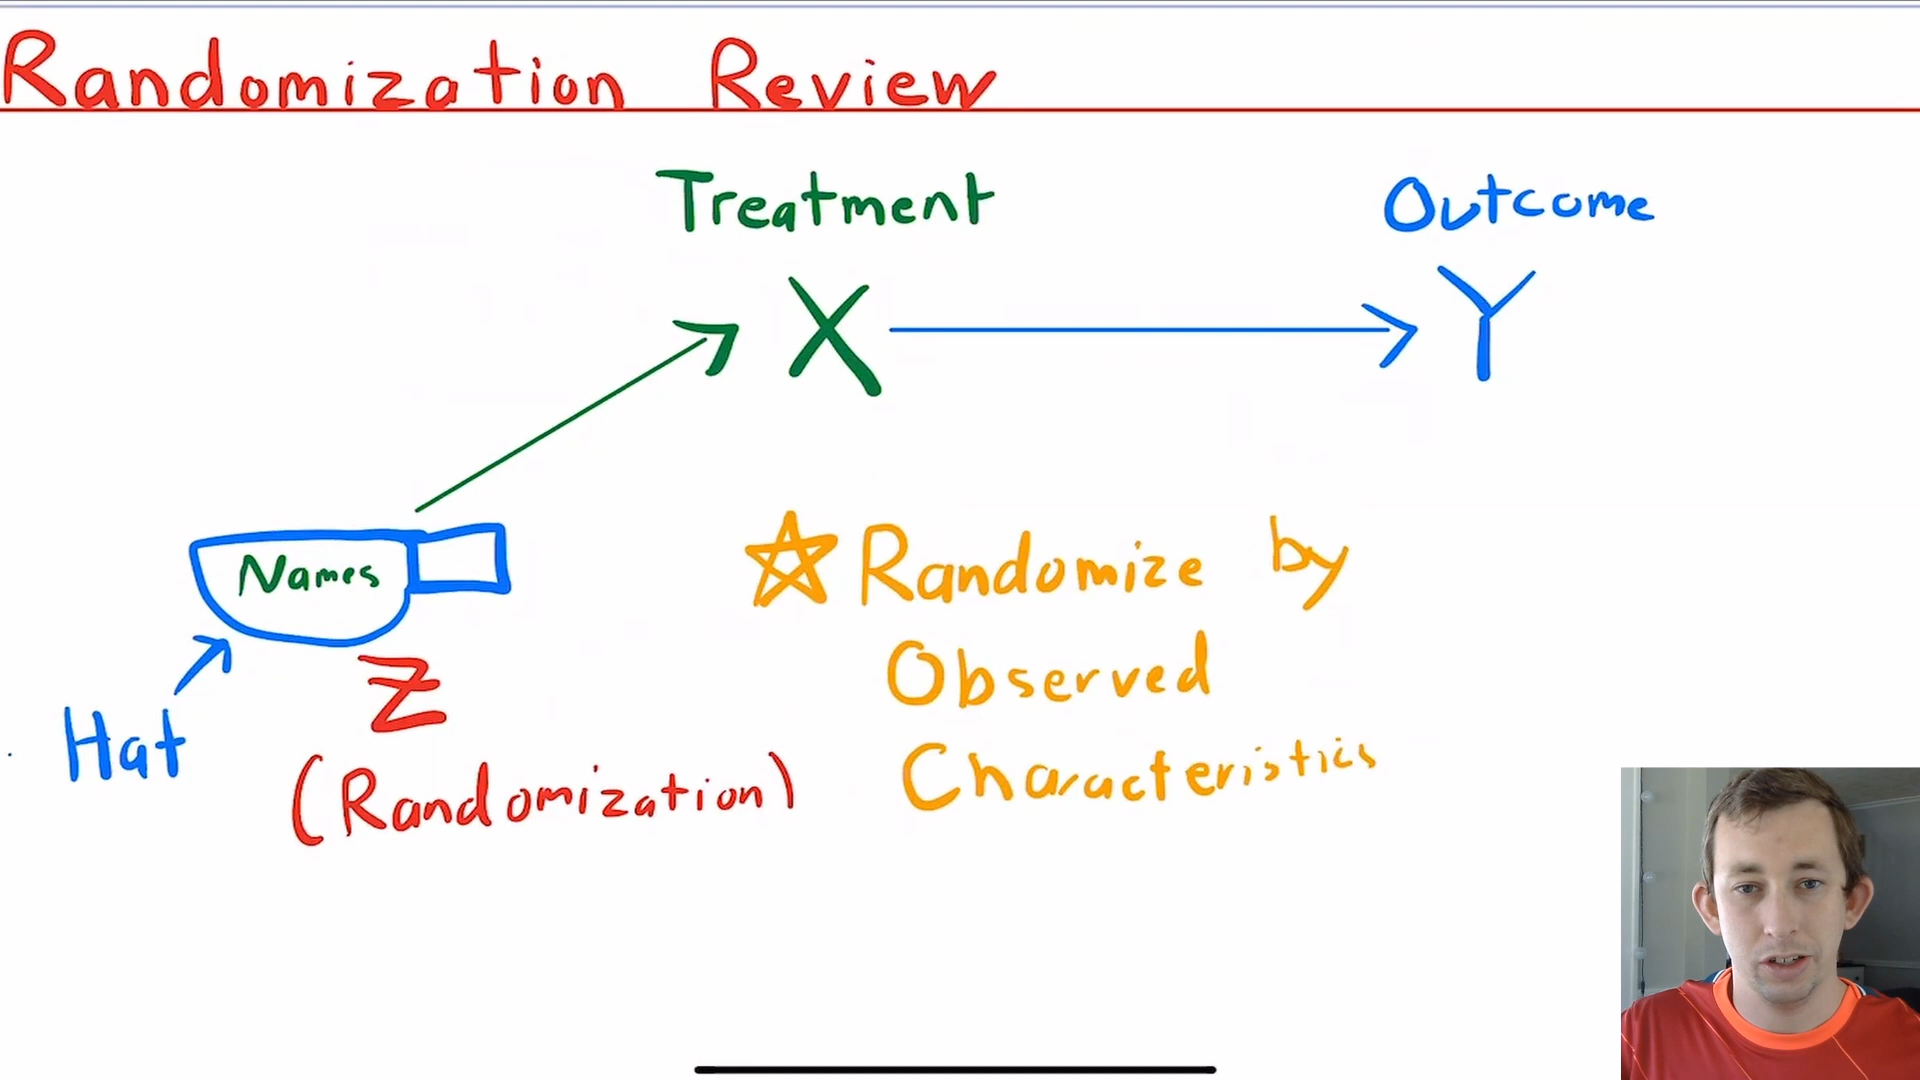 Randomization Review
Treatment
Outcome
X
Y
Names
Hat
Z
(Randomization)
☆ Randomize by
Observed
Characteristics